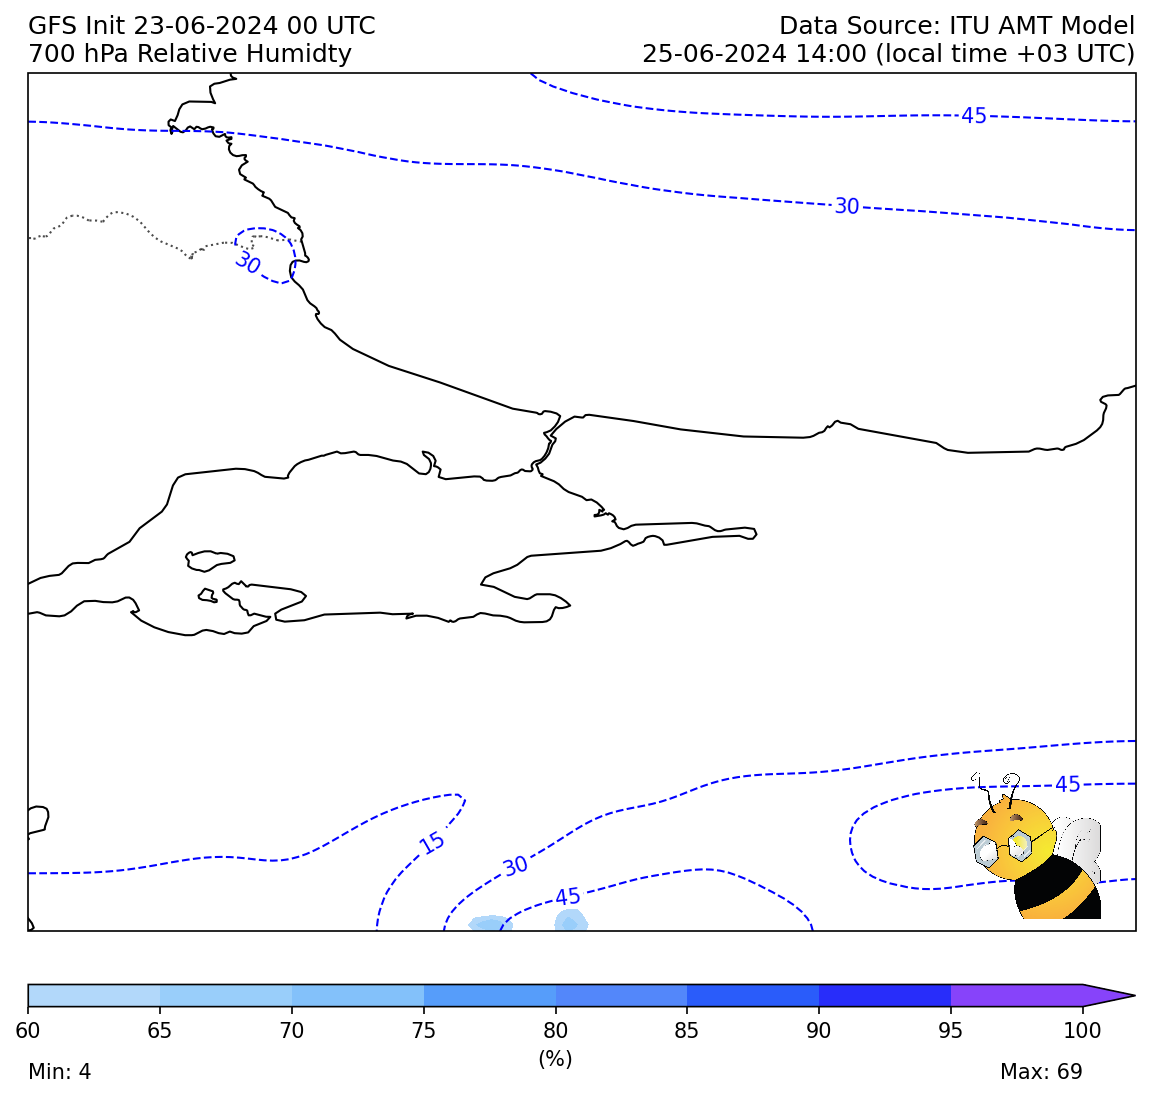 GFS Init 23-06-2024 00 UTC
Data Source: ITU AMT Model
700 hPa Relative Humidty
25-06-2024 14:00 (local time +03 UTC)
45
30
30
45
15
30
45
60 65 70 75 80 85 90 95 100
(%)
Min: 4
Max: 69